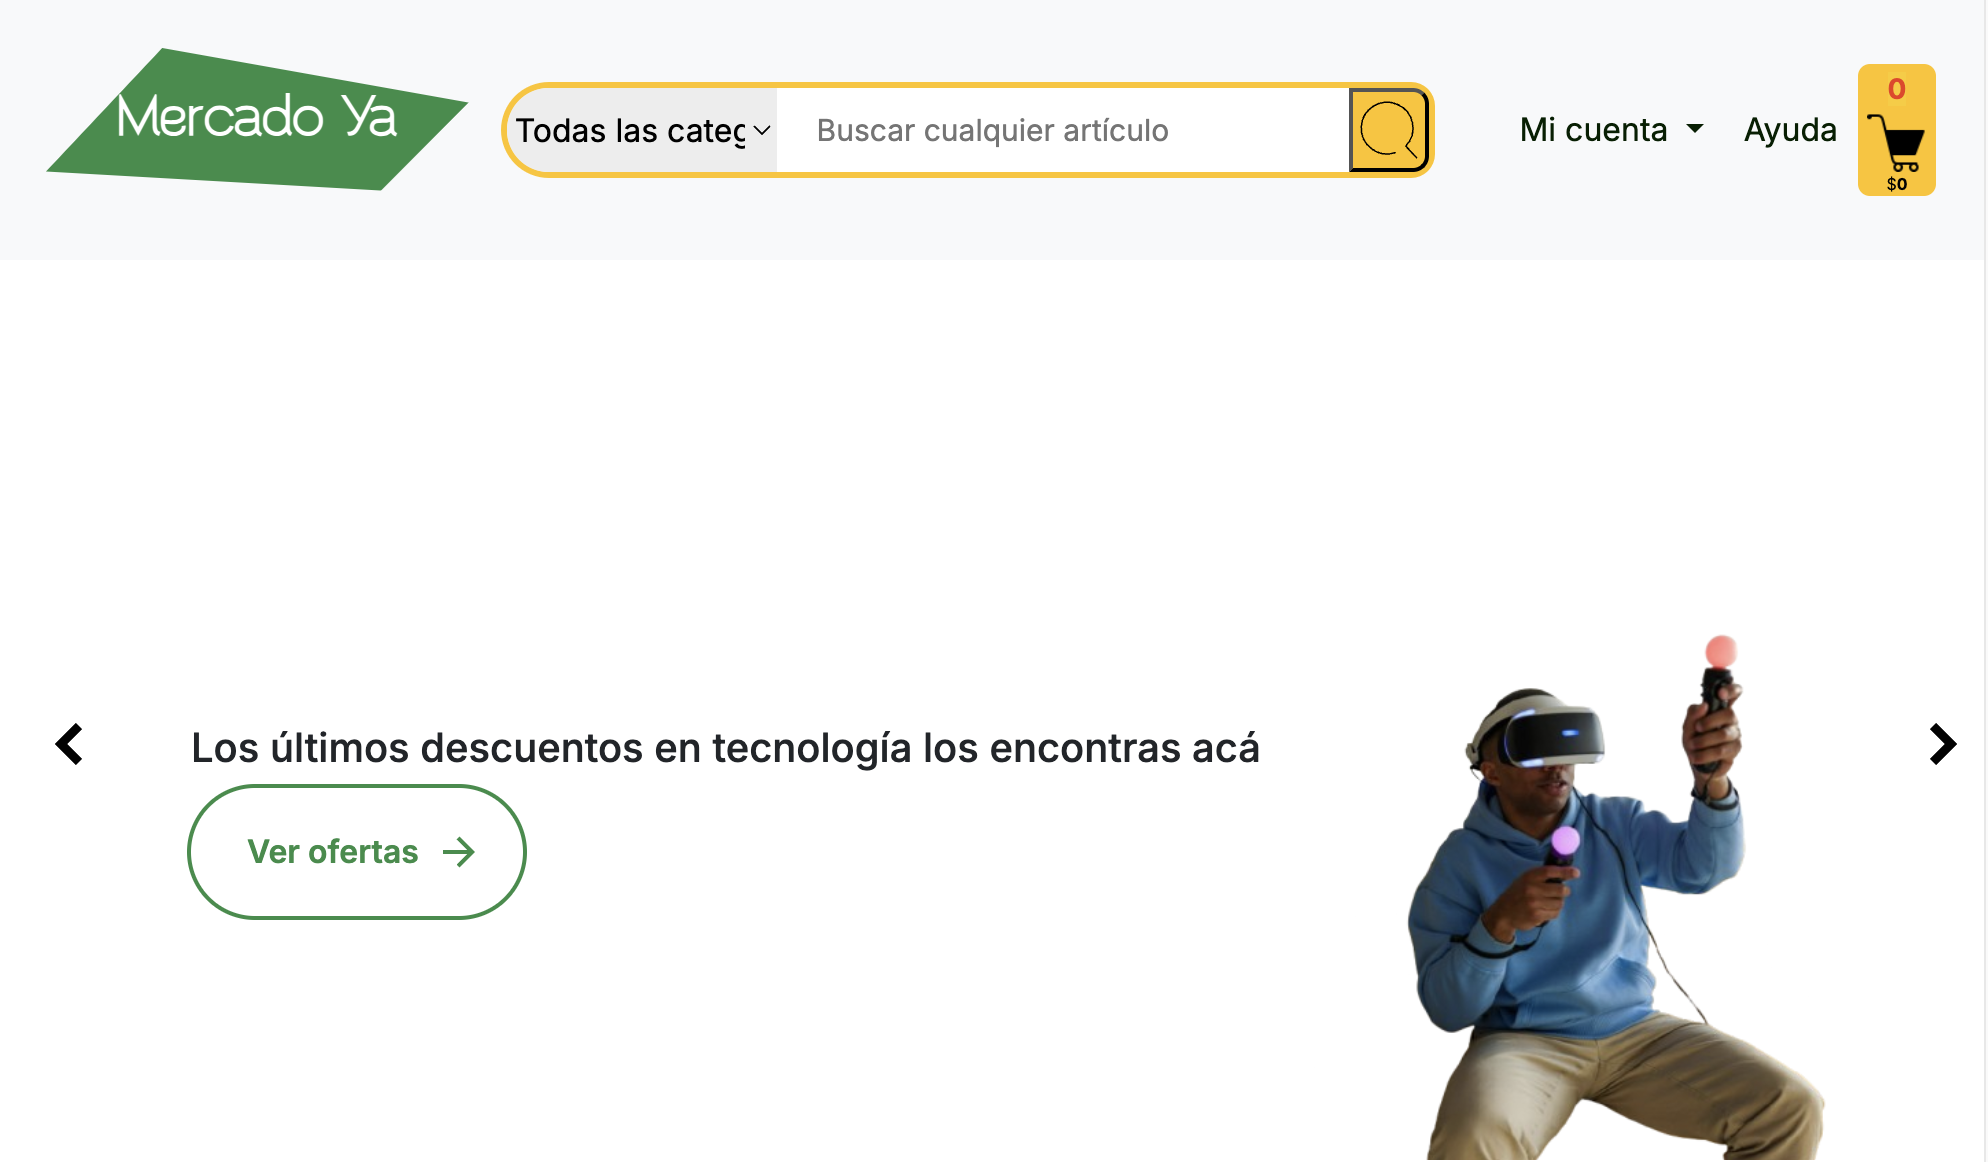 Mercado Ya
Todas las categ
Buscar cualquier artículo
Mi cuenta
Ayuda
0
$0
Los últimos descuentos en tecnología los encontras acá
Ver ofertas